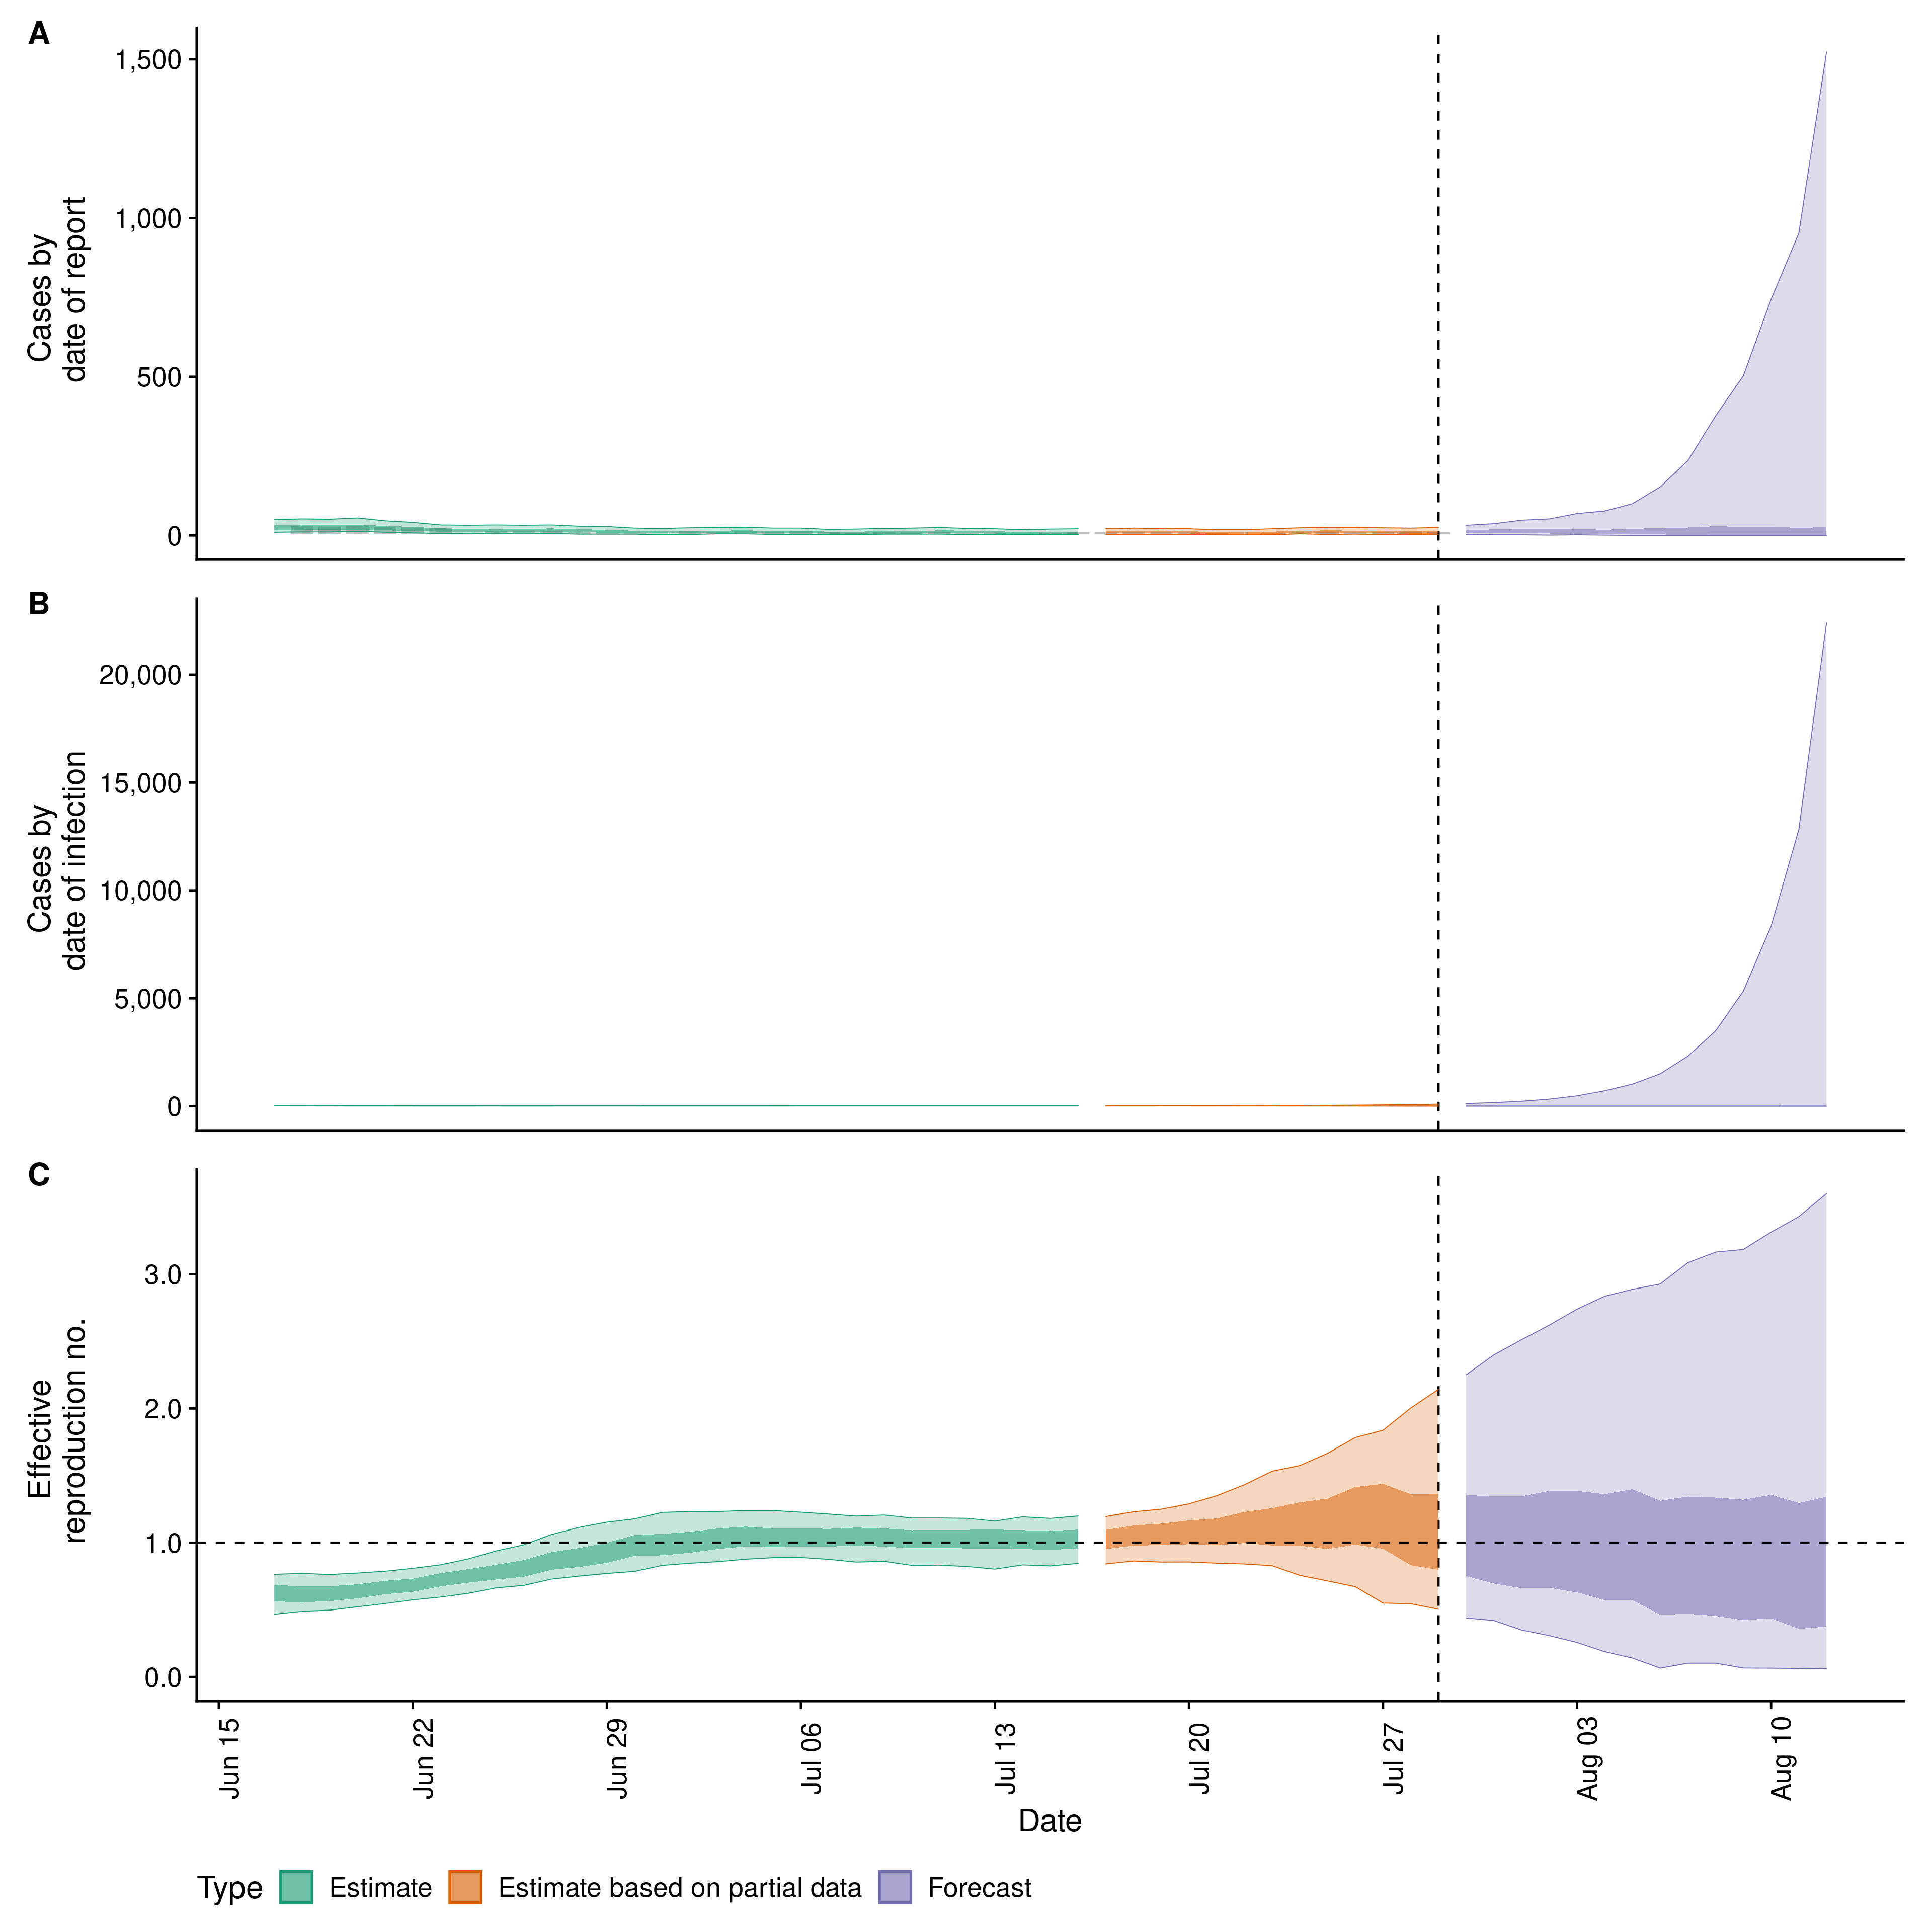 A
Cases by
date of report
1,500
1,000
500
0
B
Cases by
date of infection
20,000
15,000
10,000
5,000
0
C
Effective
reproduction no.
3.0
2.0
1.0
0.0
Jun 15
Jun 22
Jun 29
Jul 06
Jul 13
Jul 20
Jul 27
Aug 03
Aug 10
Date
Type
Estimate
Estimate based on partial data
Forecast